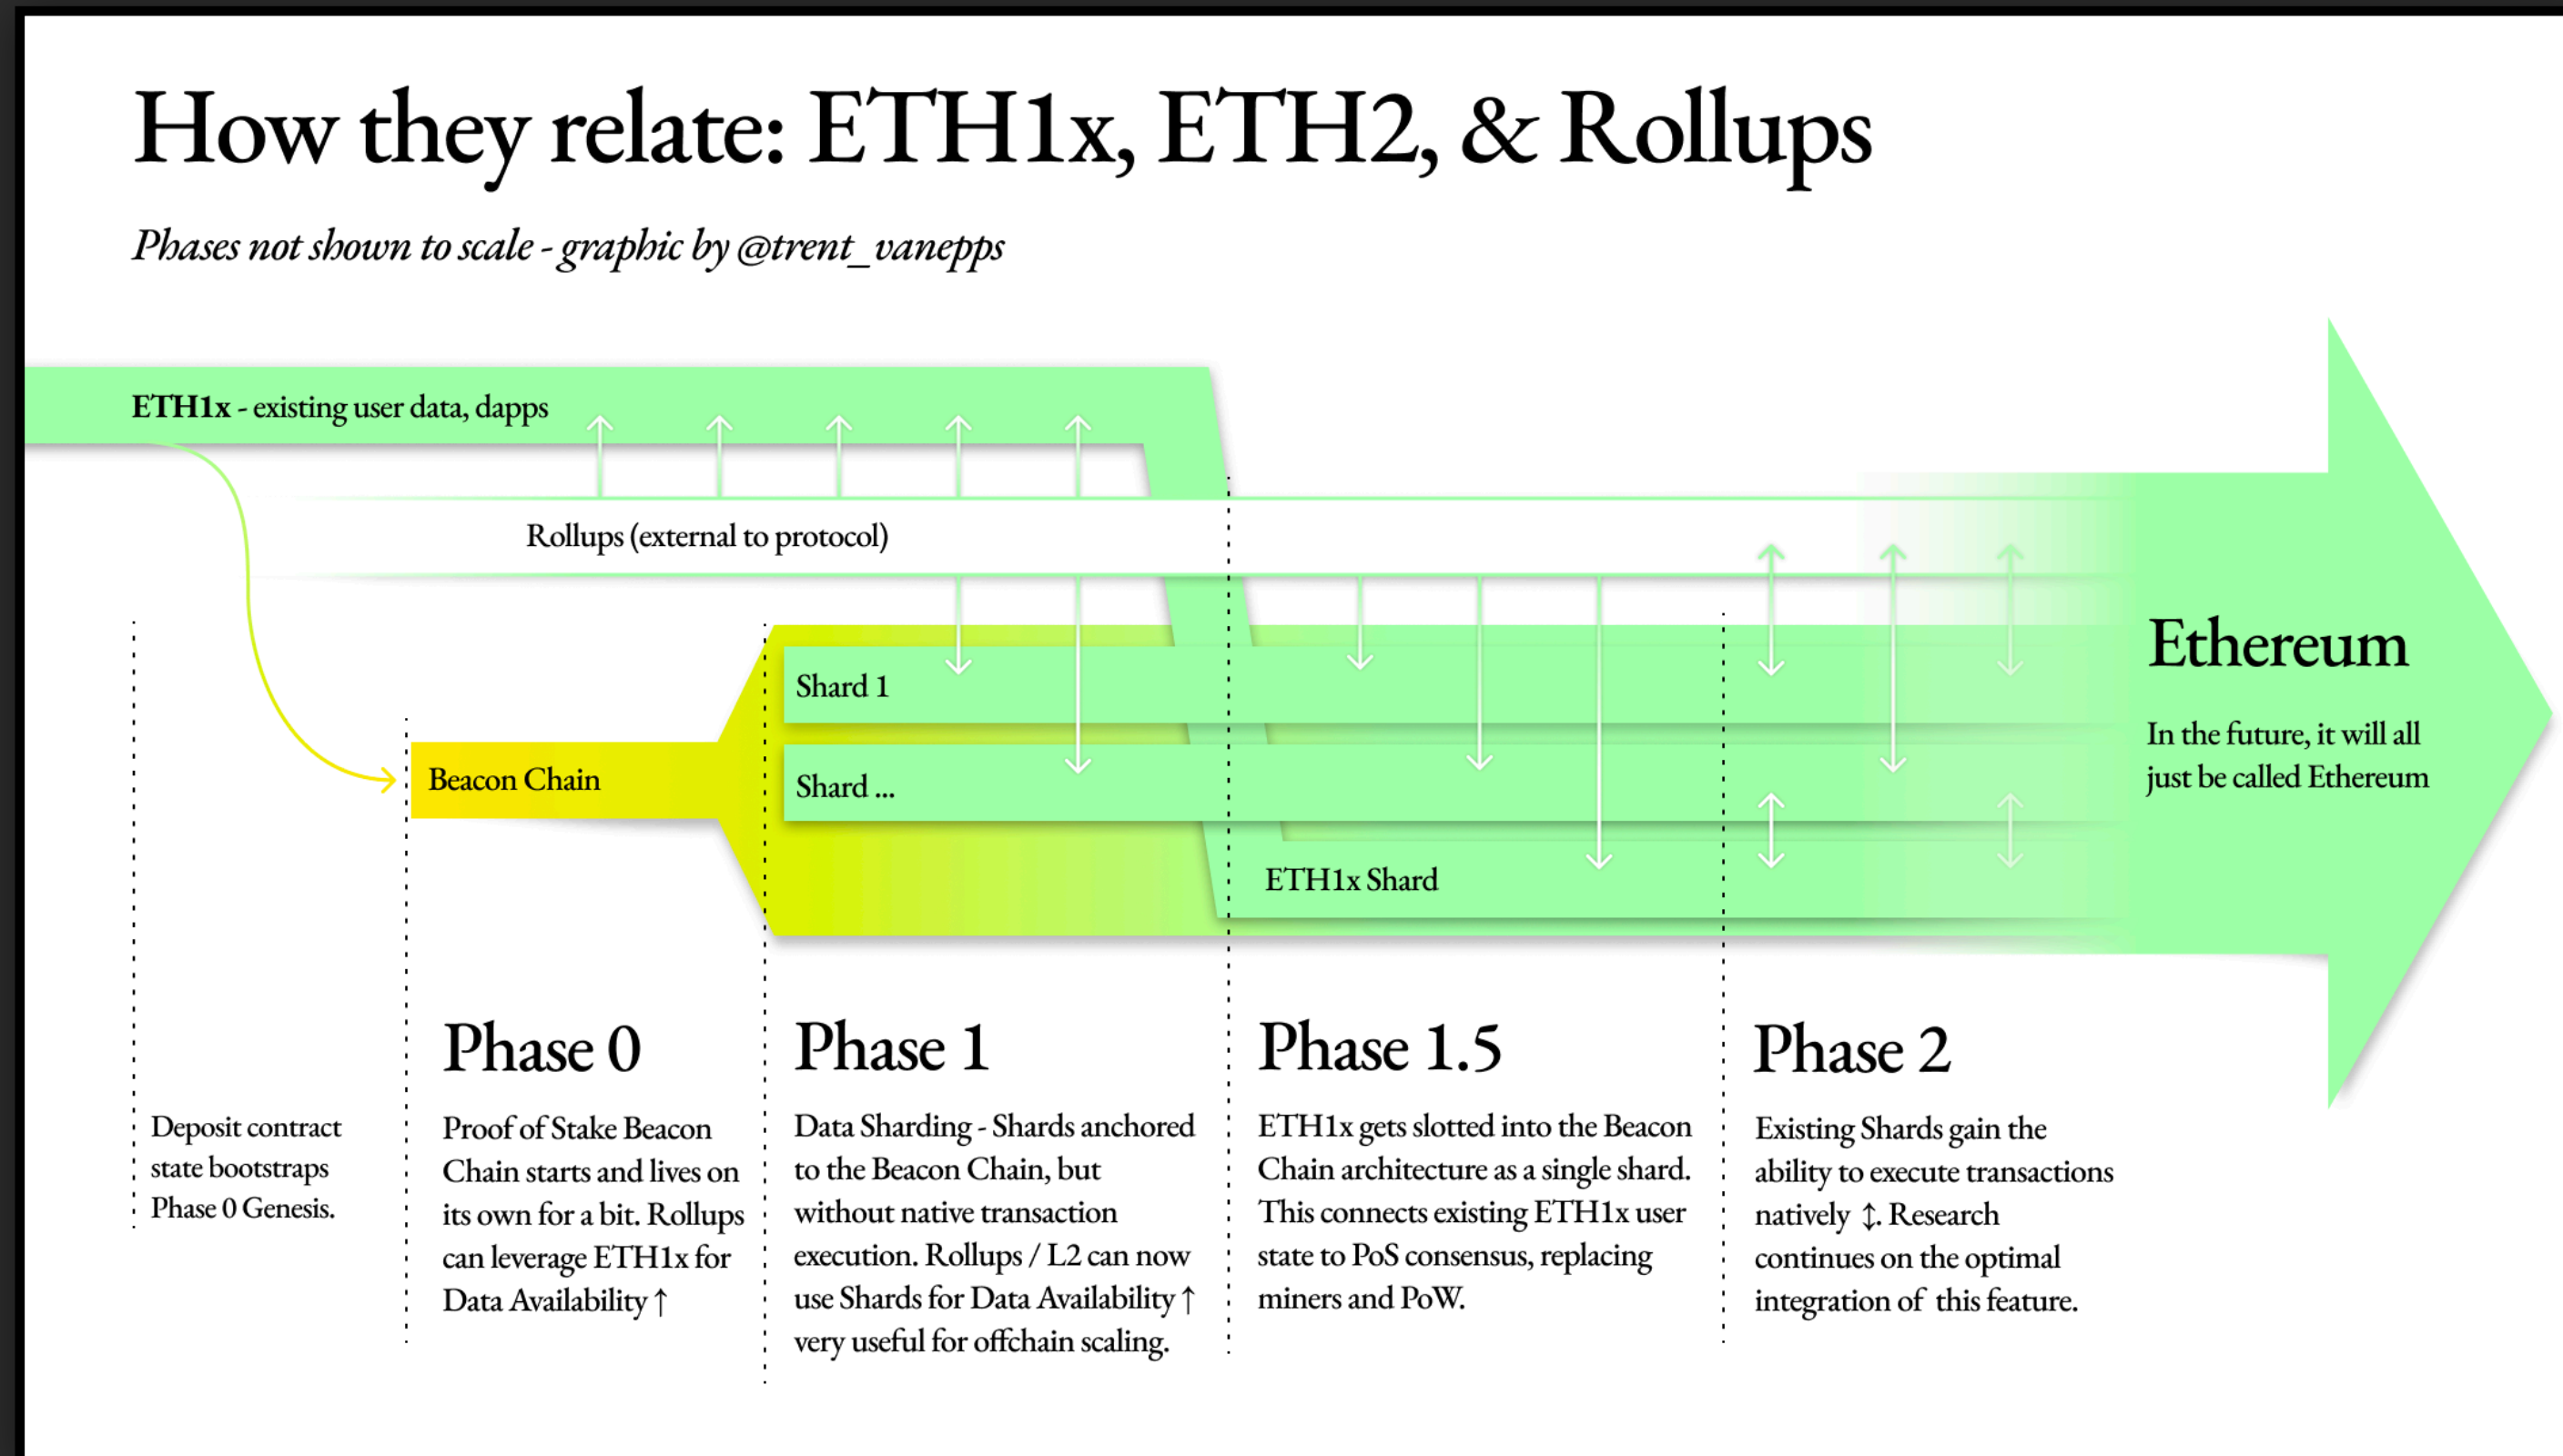 How they relate: ETH1x, ETH2, & Rollups
Phases not shown to scale - graphic by @trent_vanepps
ETH1x - existing user data, dapps
Rollups (external to protocol)
Shard 1
Beacon Chain
Shard ...
ETH1x Shard
Ethereum
In the future, it will all
just be called Ethereum
Deposit contract
state bootstraps
Phase 0 Genesis.
Phase 0
Proof of Stake Beacon
Chain starts and lives on
its own for a bit. Rollups
can leverage ETH1x for
Data Availability ↑
Phase 1
Data Sharding - Shards anchored
to the Beacon Chain, but
without native transaction
execution. Rollups / L2 can now
use Shards for Data Availability ↑
very useful for offchain scaling.
Phase 1.5
ETH1x gets slotted into the Beacon
Chain architecture as a single shard.
This connects existing ETH1x user
state to PoS consensus, replacing
miners and PoW.
Phase 2
Existing Shards gain the
ability to execute transactions
natively ↕. Research
continues on the optimal
integration of this feature.